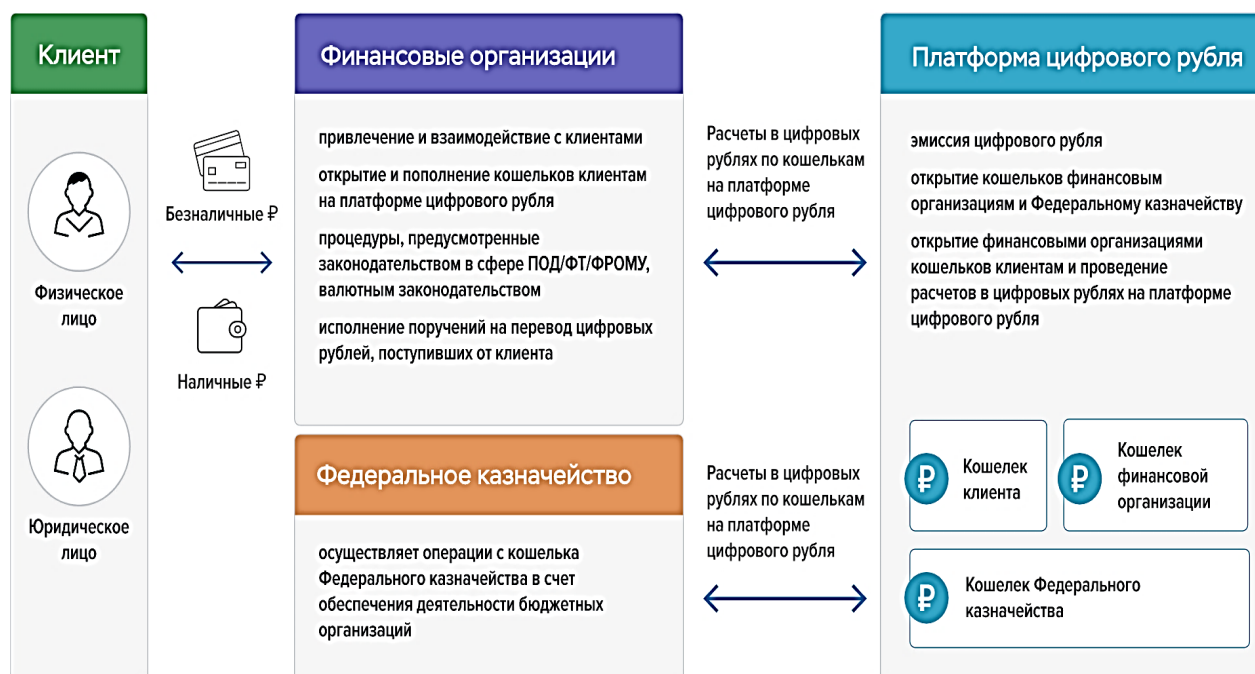 Клиент
Физическое
лицо
Юридическое
лицо
Безналичные ₽
Наличные ₽
Финансовые организации
привлечение и взаимодействие с клиентами
открытие и пополнение кошельков клиентам
на платформе цифрового рубля
процедуры, предусмотренные
законодательством в сфере ПОД/ФТ/ФРОМУ,
валютным законодательством
исполнение поручений на перевод цифровых
рублей, поступивших от клиента
Федеральное казначейство
осуществляет операции с кошелька
Федерального казначейства в счет
обеспечения деятельности бюджетных
организаций
Расчеты в цифровых
рублях по кошелькам
на платформе
цифрового рубля
Расчеты в цифровых
рублях по кошелькам
на платформе
цифрового рубля
Платформа цифрового рубля
эмиссия цифрового рубля
открытие кошельков финансовым
организациям и Федеральному казначейству
открытие финансовыми организациями
кошельков клиентам и проведение
расчетов в цифровых рублях на платформе
цифрового рубля
₽
Кошелек
клиента
₽
Кошелек
финансовой
организации
₽
Кошелек Федерального
казначейства